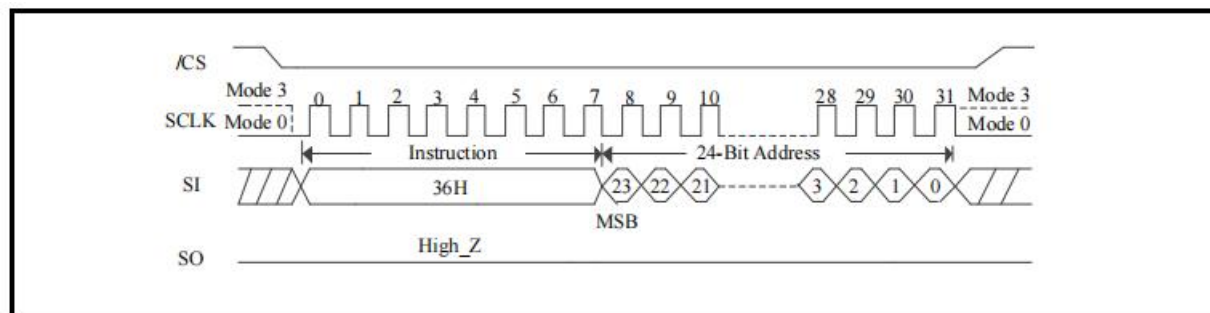 /CS
Mode 3
SCLK Mode 0
0 1 2 3 4 5 6 7 8 9 10 28 29 30 31
Mode 3
Mode 0
Instruction 24-Bit Address
SI 36H 23 22 21 3 2 1 0
MSB
High_Z
SO